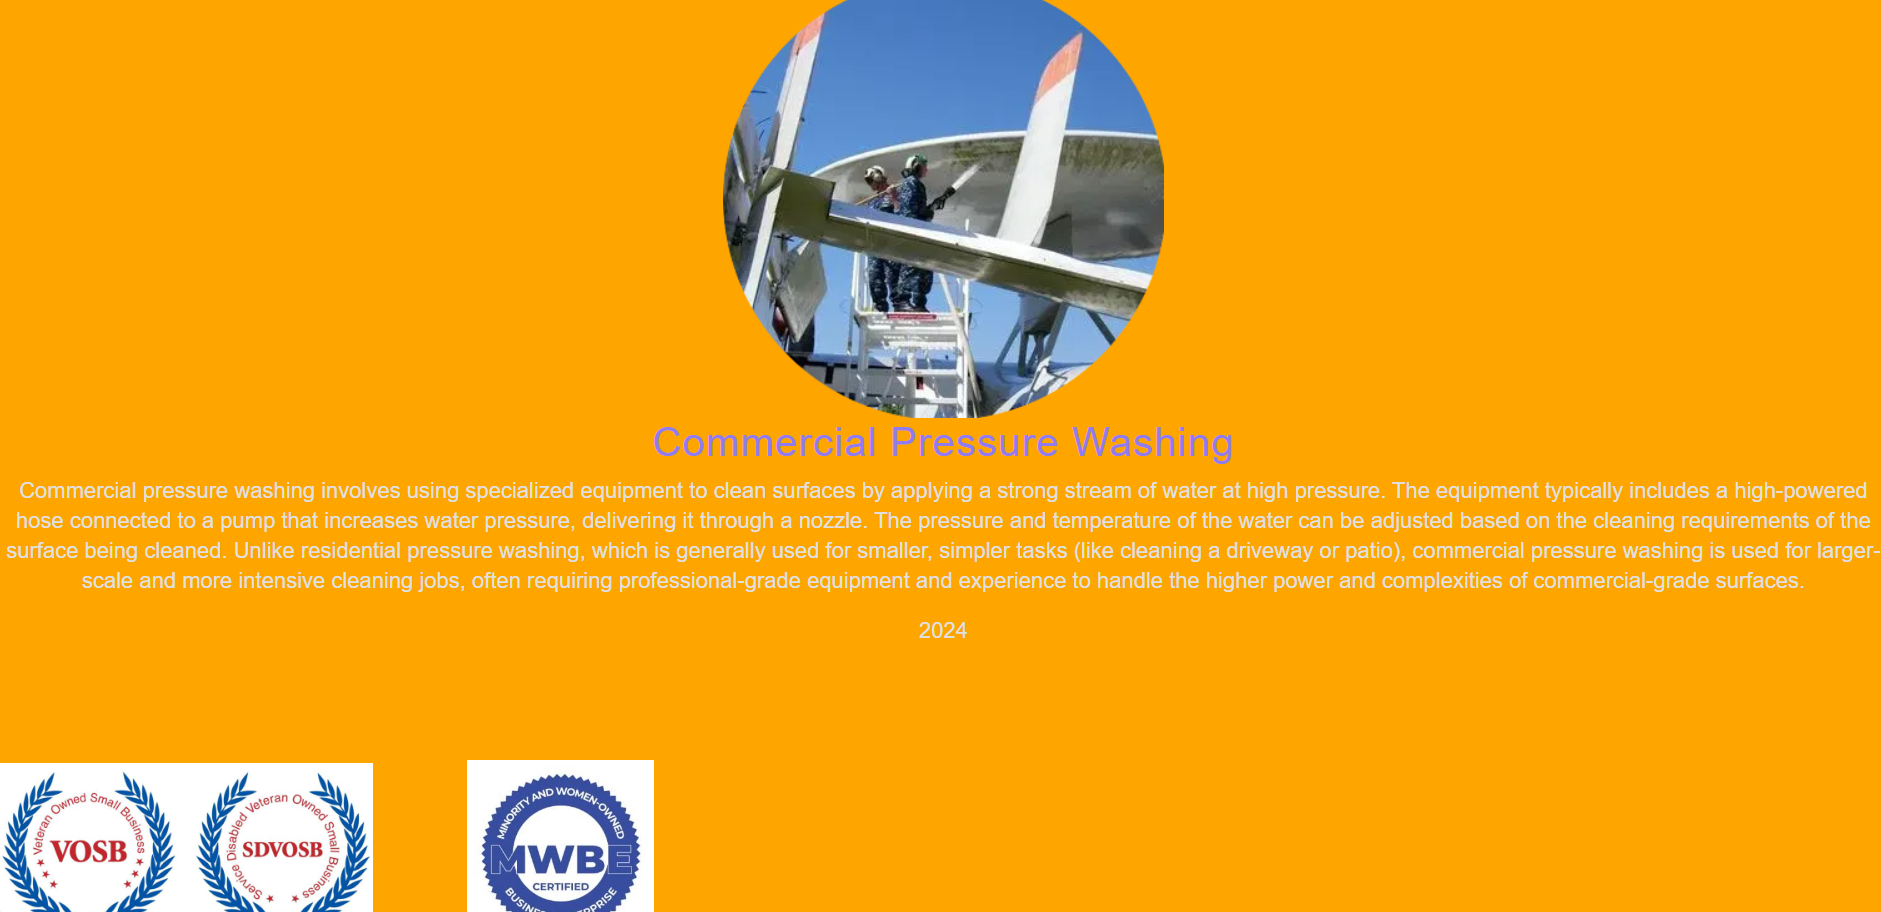 Commercial Pressure Washing
Commercial pressure washing involves using specialized equipment to clean surfaces by applying a strong stream of water at high pressure. The equipment typically includes a high-powered
hose connected to a pump that increases water pressure, delivering it through a nozzle. The pressure and temperature of the water can be adjusted based on the cleaning requirements of the
surface being cleaned. Unlike residential pressure washing, which is generally used for smaller, simpler tasks (like cleaning a driveway or patio), commercial pressure washing is used for larger-
scale and more intensive cleaning jobs, often requiring professional-grade equipment and experience to handle the higher power and complexities of commercial-grade surfaces.
2024
Veteran Owned Small Business
VOSB
Service Disabled Veteran Owned Small Business
SDVOSB
MINORITY AND WOMEN-OWNED
MWBE
CERTIFIED